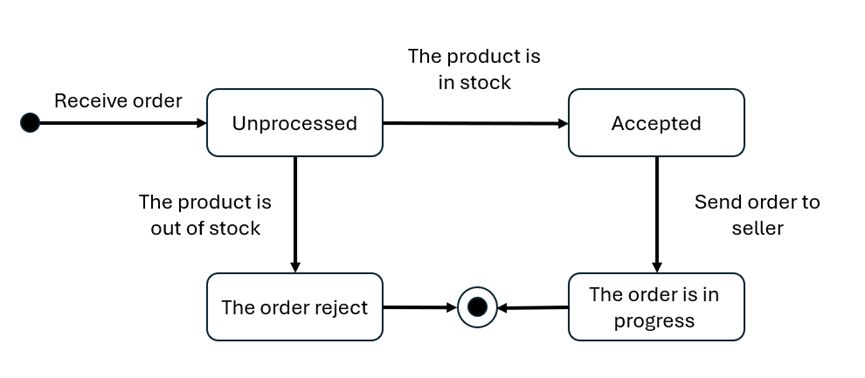 The product is
in stock
Receive order
Unprocessed
Accepted
The product is
out of stock
Send order to
seller
The order reject
The order is in
progress